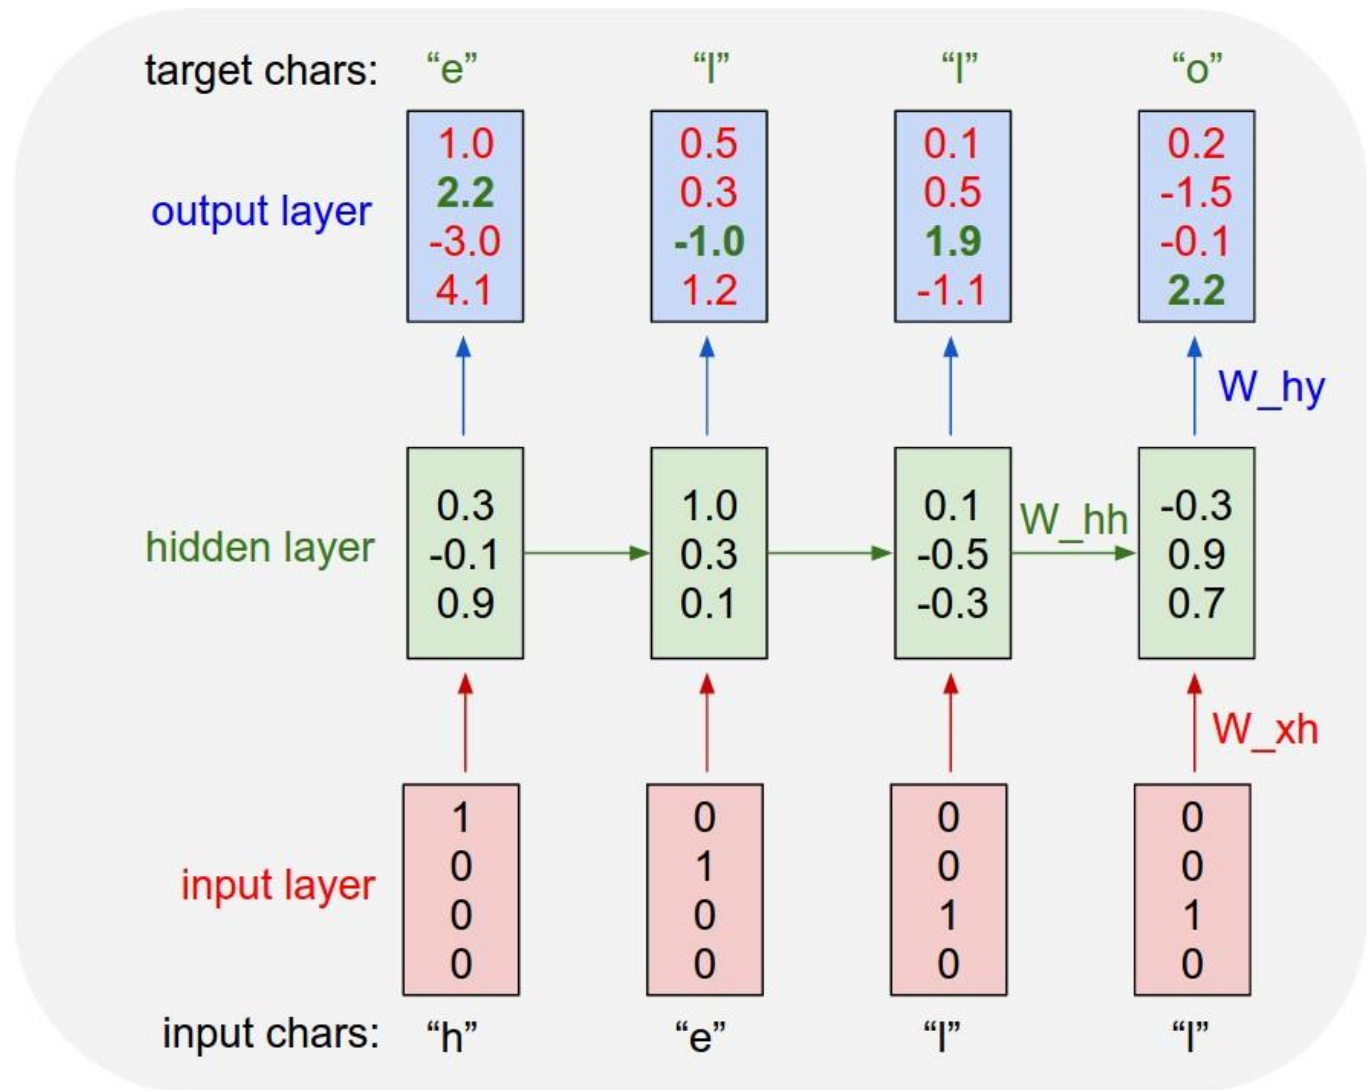 target chars: “e” “l” “l” “o”
1.0 0.5 0.1 0.2
2.2 0.3 0.5 -1.5
output layer
-3.0 -1.0 1.9 -0.1
4.1 1.2 -1.1 2.2
W_hy
0.3 1.0 0.1 -0.3
W_hh
hidden layer
-0.1 0.3 -0.5 0.9
0.9 0.1 -0.3 0.7
W_xh
1 0 0 0
0 1 0 0
input layer
0 0 1 1
0 0 0 0
input chars: “h” “e” “l” “l”